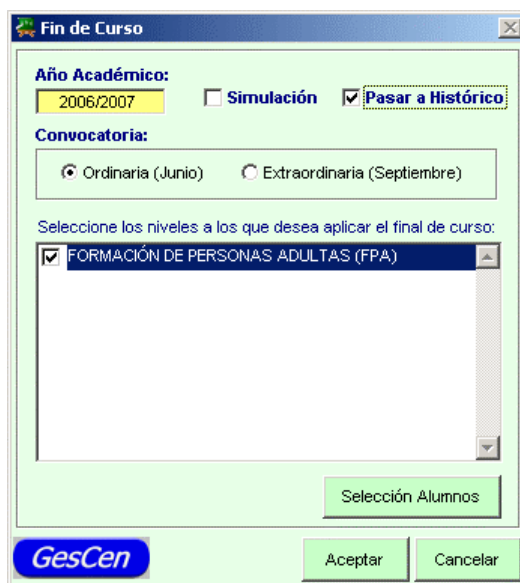 Fin de Curso
Año Académico:
2006/2007
Simulación
Pasar a Histórico
Convocatoria:
Ordinaria (Junio)
Extraordinaria (Septiembre)
Seleccione los niveles a los que desea aplicar el final de curso:
FORMACIÓN DE PERSONAS ADULTAS (FPA)
Selección Alumnos
GesCen
Aceptar
Cancelar